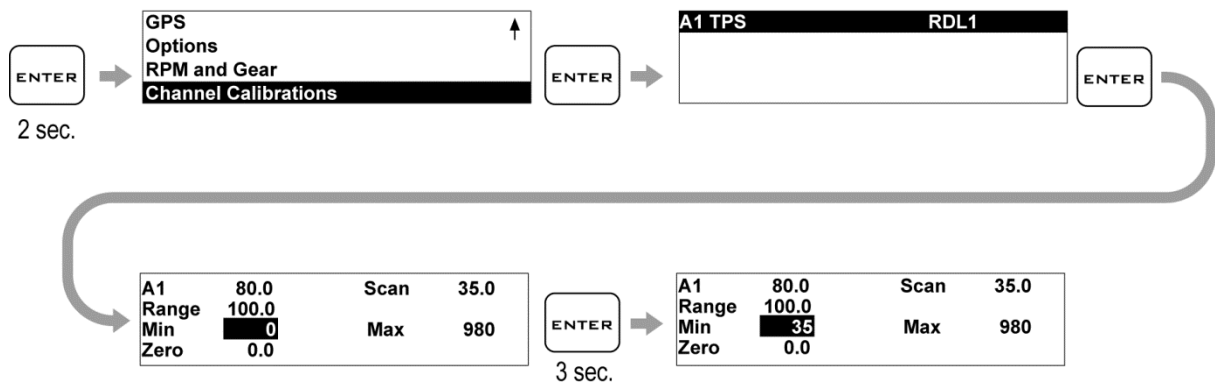 ENTER
2 sec.
GPS
Options
RPM and Gear
Channel Calibrations
ENTER
A1 TPS RDL1
ENTER
A1 80.0 Scan 35.0
Range 100.0
Min 0 Max 980
Zero 0.0
ENTER
3 sec.
A1 80.0 Scan 35.0
Range 100.0
Min 35 Max 980
Zero 0.0